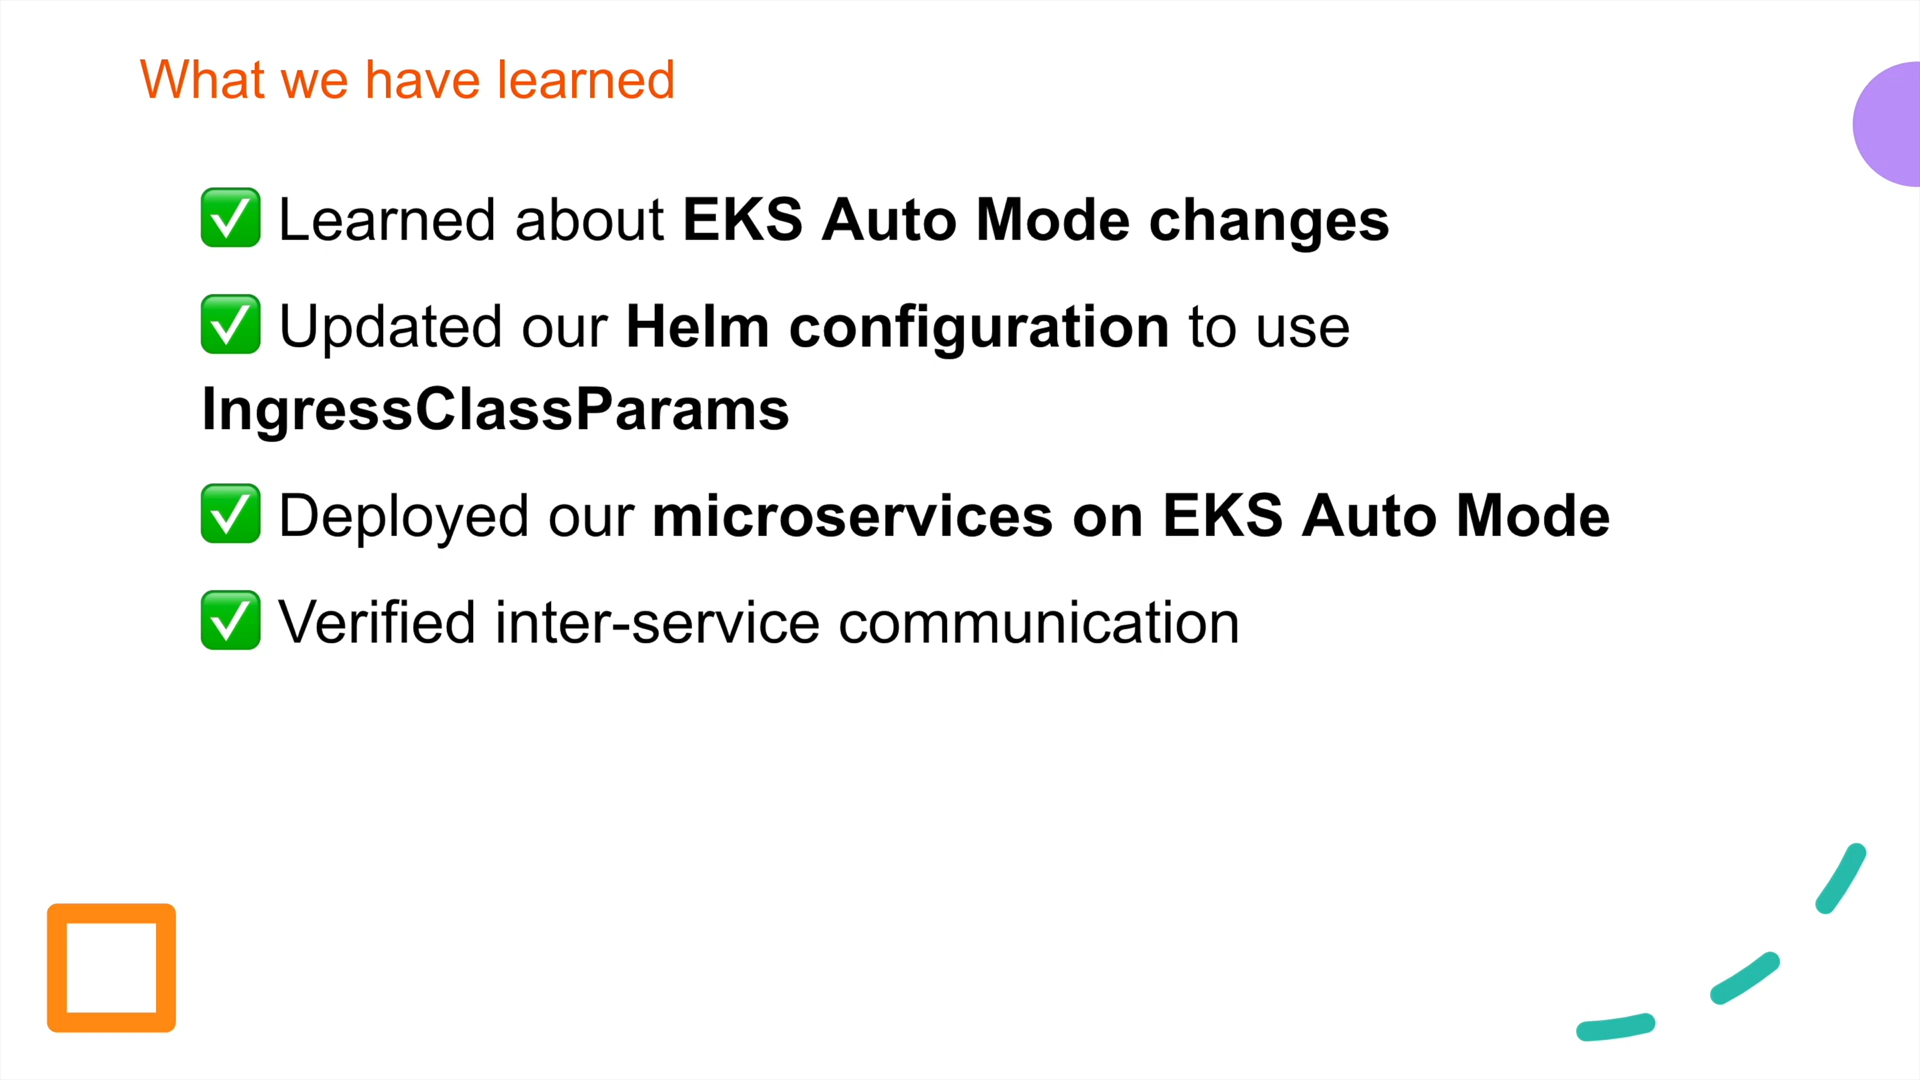 What we have learned
✅ Learned about EKS Auto Mode changes
✅ Updated our Helm configuration to use
IngressClassParams
✅ Deployed our microservices on EKS Auto Mode
✅ Verified inter-service communication